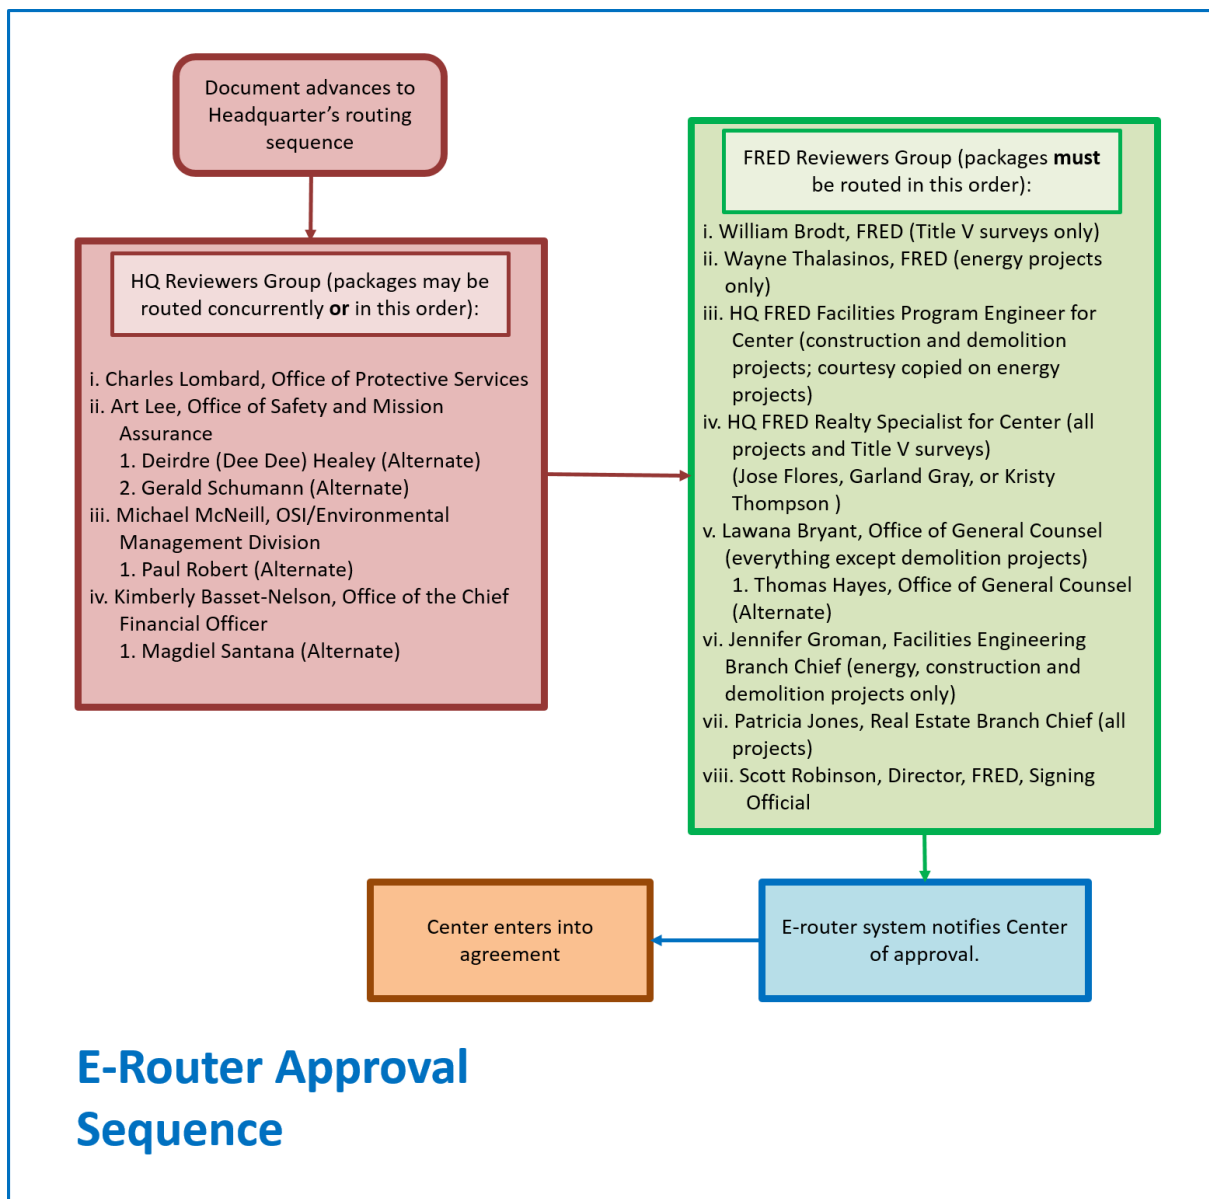 Document advances to
Headquarter’s routing
sequence
HQ Reviewers Group (packages may be
routed concurrently or in this order):
i. Charles Lombard, Office of Protective Services
ii. Art Lee, Office of Safety and Mission
Assurance
1. Deirdre (Dee Dee) Healey (Alternate)
2. Gerald Schumann (Alternate)
iii. Michael McNeill, OSI/Environmental
Management Division
1. Paul Robert (Alternate)
iv. Kimberly Basset-Nelson, Office of the Chief
Financial Officer
1. Magdiel Santana (Alternate)
FRED Reviewers Group (packages must
be routed in this order):
i. William Brodt, FRED (Title V surveys only)
ii. Wayne Thalasinos, FRED (energy projects
only)
iii. HQ FRED Facilities Program Engineer for
Center (construction and demolition
projects; courtesy copied on energy
projects)
iv. HQ FRED Realty Specialist for Center (all
projects and Title V surveys)
(Jose Flores, Garland Gray, or Kristy
Thompson )
v. Lawana Bryant, Office of General Counsel
(everything except demolition projects)
1. Thomas Hayes, Office of General Counsel
(Alternate)
vi. Jennifer Groman, Facilities Engineering
Branch Chief (energy, construction and
demolition projects only)
vii. Patricia Jones, Real Estate Branch Chief (all
projects)
viii. Scott Robinson, Director, FRED, Signing
Official
E-router system notifies Center
of approval.
Center enters into
agreement
E-Router Approval
Sequence